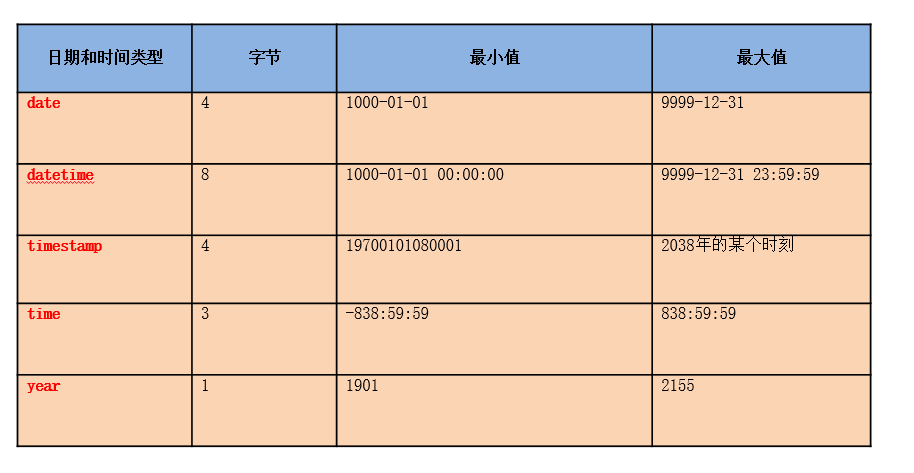 日期和时间类型 字节 最小值 最大值
date 4 1000-01-01 9999-12-31
datetime 8 1000-01-01 00:00:00 9999-12-31 23:59:59
timestamp 4 19700101080001 2038年的某个时刻
time 3 -838:59:59 838:59:59
year 1 1901 2155